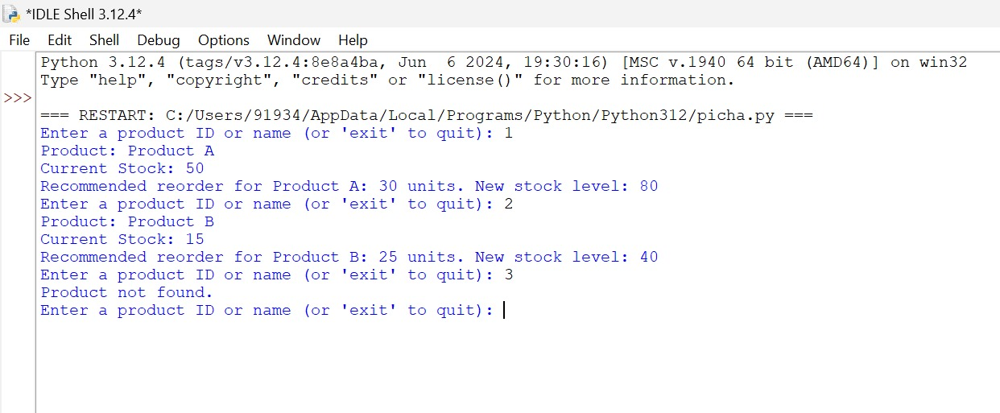 *IDLE Shell 3.12.4*
File Edit Shell Debug Options Window Help
Python 3.12.4 (tags/v3.12.4:8e8a4ba, Jun  6 2024, 19:30:16) [MSC v.1940 64 bit (AMD64)] on win32
Type "help", "copyright", "credits" or "license()" for more information.
>>>
=== RESTART: C:/Users/91934/AppData/Local/Programs/Python/Python312/picha.py ===
Enter a product ID or name (or 'exit' to quit): 1
Product: Product A
Current Stock: 50
Recommended reorder for Product A: 30 units. New stock level: 80
Enter a product ID or name (or 'exit' to quit): 2
Product: Product B
Current Stock: 15
Recommended reorder for Product B: 25 units. New stock level: 40
Enter a product ID or name (or 'exit' to quit): 3
Product not found.
Enter a product ID or name (or 'exit' to quit):